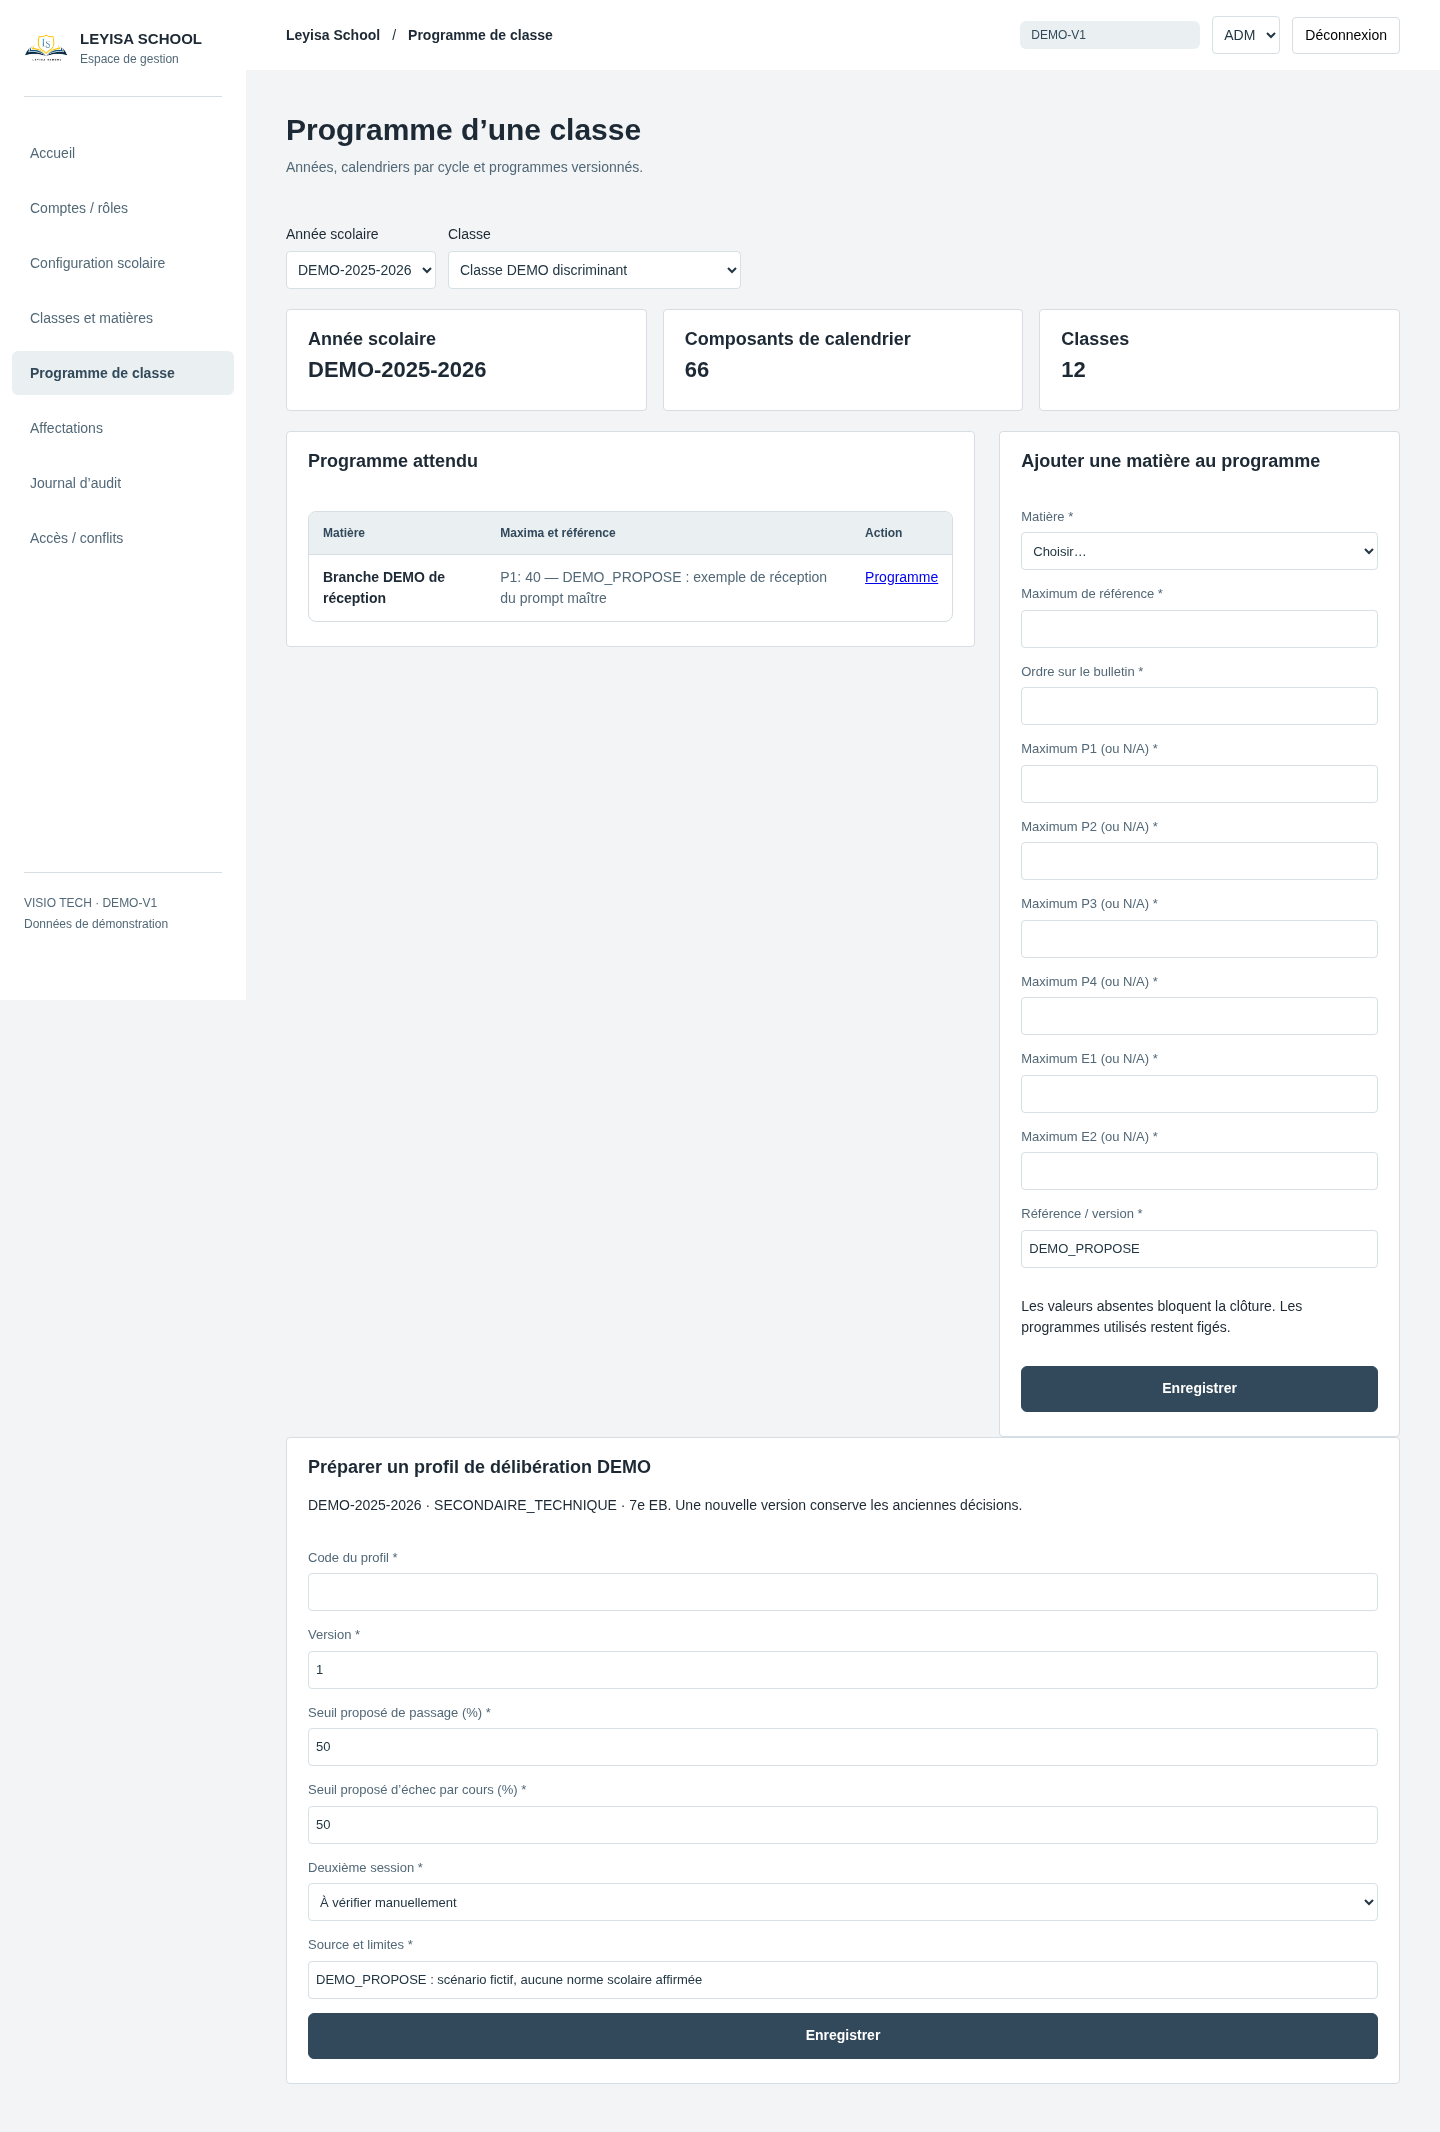 LEYISA SCHOOL
Espace de gestion
Accueil
Comptes / rôles
Configuration scolaire
Classes et matières
Programme de classe
Affectations
Journal d’audit
Accès / conflits
VISIO TECH · DEMO-V1
Données de démonstration
Leyisa School / Programme de classe
DEMO-V1
ADM
Déconnexion
Programme d’une classe
Années, calendriers par cycle et programmes versionnés.
Année scolaire
DEMO-2025-2026
Classe
Classe DEMO discriminant
Année scolaire
DEMO-2025-2026
Composants de calendrier
66
Classes
12
Programme attendu
Matière Maxima et référence Action
Branche DEMO de
réception
P1: 40 — DEMO_PROPOSE : exemple de réception
du prompt maître
Programme
Ajouter une matière au programme
Matière *
Choisir…
Maximum de référence *
Ordre sur le bulletin *
Maximum P1 (ou N/A) *
Maximum P2 (ou N/A) *
Maximum P3 (ou N/A) *
Maximum P4 (ou N/A) *
Maximum E1 (ou N/A) *
Maximum E2 (ou N/A) *
Référence / version *
DEMO_PROPOSE
Les valeurs absentes bloquent la clôture. Les
programmes utilisés restent figés.
Enregistrer
Préparer un profil de délibération DEMO
DEMO-2025-2026 · SECONDAIRE_TECHNIQUE · 7e EB. Une nouvelle version conserve les anciennes décisions.
Code du profil *
Version *
1
Seuil proposé de passage (%) *
50
Seuil proposé d’échec par cours (%) *
50
Deuxième session *
À vérifier manuellement
Source et limites *
DEMO_PROPOSE : scénario fictif, aucune norme scolaire affirmée
Enregistrer